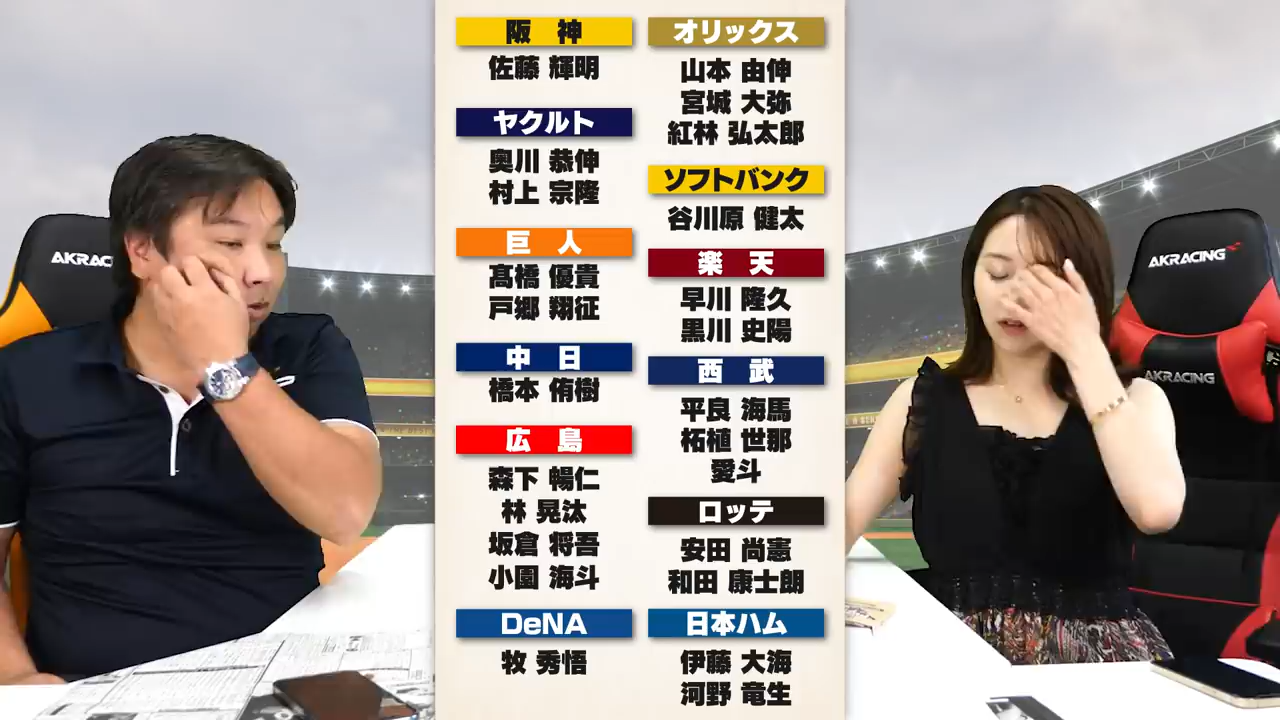 阪 神
佐藤 輝明
ヤクルト
奥川 恭伸
村上 宗隆
巨 人
髙橋 優貴
戸郷 翔征
中 日
橋本 侑樹
広 島
森下 暢仁
林 晃汰
坂倉 将吾
小園 海斗
DeNA
牧 秀悟
オリックス
山本 由伸
宮城 大弥
紅林 弘太郎
ソフトバンク
谷川原 健太
楽 天
早川 隆久
黒川 史陽
西 武
平良 海馬
柘植 世那
愛斗
ロッテ
安田 尚憲
和田 康士朗
日本ハム
伊藤 大海
河野 竜生
AKRAC
AKRACING
AKRACING